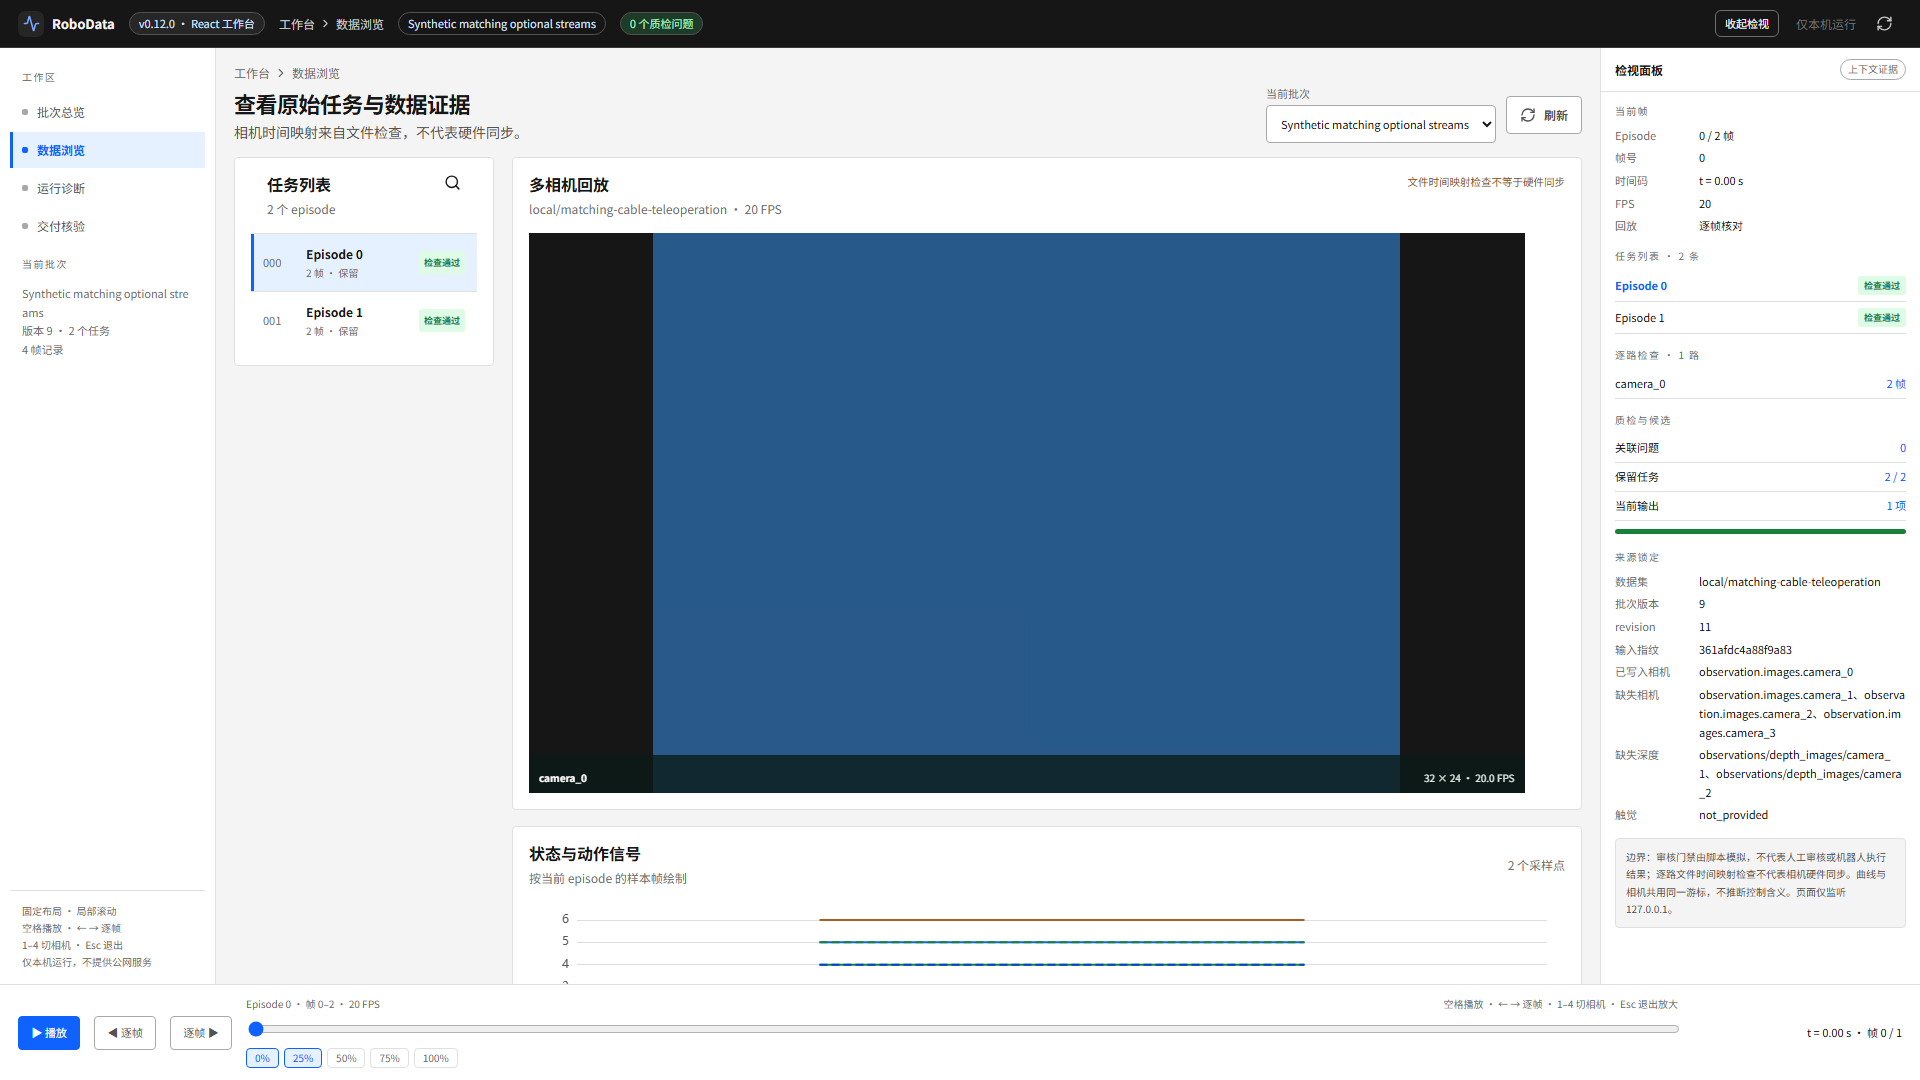 RoboData
v0.12.0 • React 工作台
工作台 > 数据浏览
Synthetic matching optional streams
0 个质检问题
收起检视
仅本机运行
工作区
批次总览
数据浏览
运行诊断
交付核验
当前批次
Synthetic matching optional stre
ams
版本 9 • 2 个任务
4 帧记录
固定布局 • 局部滚动
空格播放 • ← → 逐帧
1–4 切相机 • Esc 退出
仅本机运行，不提供公网服务
工作台 > 数据浏览
查看原始任务与数据证据
相机时间映射来自文件检查，不代表硬件同步。
当前批次
Synthetic matching optional streams
刷新
任务列表
2 个 episode
000
Episode 0
2 帧 • 保留
检查通过
001
Episode 1
2 帧 • 保留
检查通过
多相机回放
文件时间映射检查不等于硬件同步
local/matching-cable-teleoperation • 20 FPS
camera_0
32 × 24 • 20.0 FPS
状态与动作信号
按当前 episode 的样本帧绘制
2 个采样点
6
5
4
检视面板
上下文证据
当前帧
Episode 0 / 2 帧
帧号 0
时间码 t = 0.00 s
FPS 20
回放 逐帧核对
任务列表 • 2 条
Episode 0 检查通过
Episode 1 检查通过
逐路检查 • 1 路
camera_0 2 帧
质检与候选
关联问题 0
保留任务 2 / 2
当前输出 1 项
来源锁定
数据集 local/matching-cable-teleoperation
批次版本 9
revision 11
输入指纹 361afdc4a88f9a83
已写入相机 observation.images.camera_0
缺失相机 observation.images.camera_1、observa
tion.images.camera_2、observation.im
ages.camera_3
缺失深度 observations/depth_images/camera_
1、observations/depth_images/camera
_2
触觉 not_provided
边界：审核门禁由脚本模拟，不代表人工审核或机器人执行
结果；逐路文件时间映射检查不代表相机硬件同步。曲线与
相机共用同一游标，不推断控制含义。页面仅监听
127.0.0.1。
▶ 播放
◀ 逐帧
逐帧 ▶
Episode 0 • 帧 0–2 • 20 FPS
空格播放 • ← → 逐帧 • 1–4 切相机 • Esc 退出放大
0% 25% 50% 75% 100%
t = 0.00 s • 帧 0 / 1